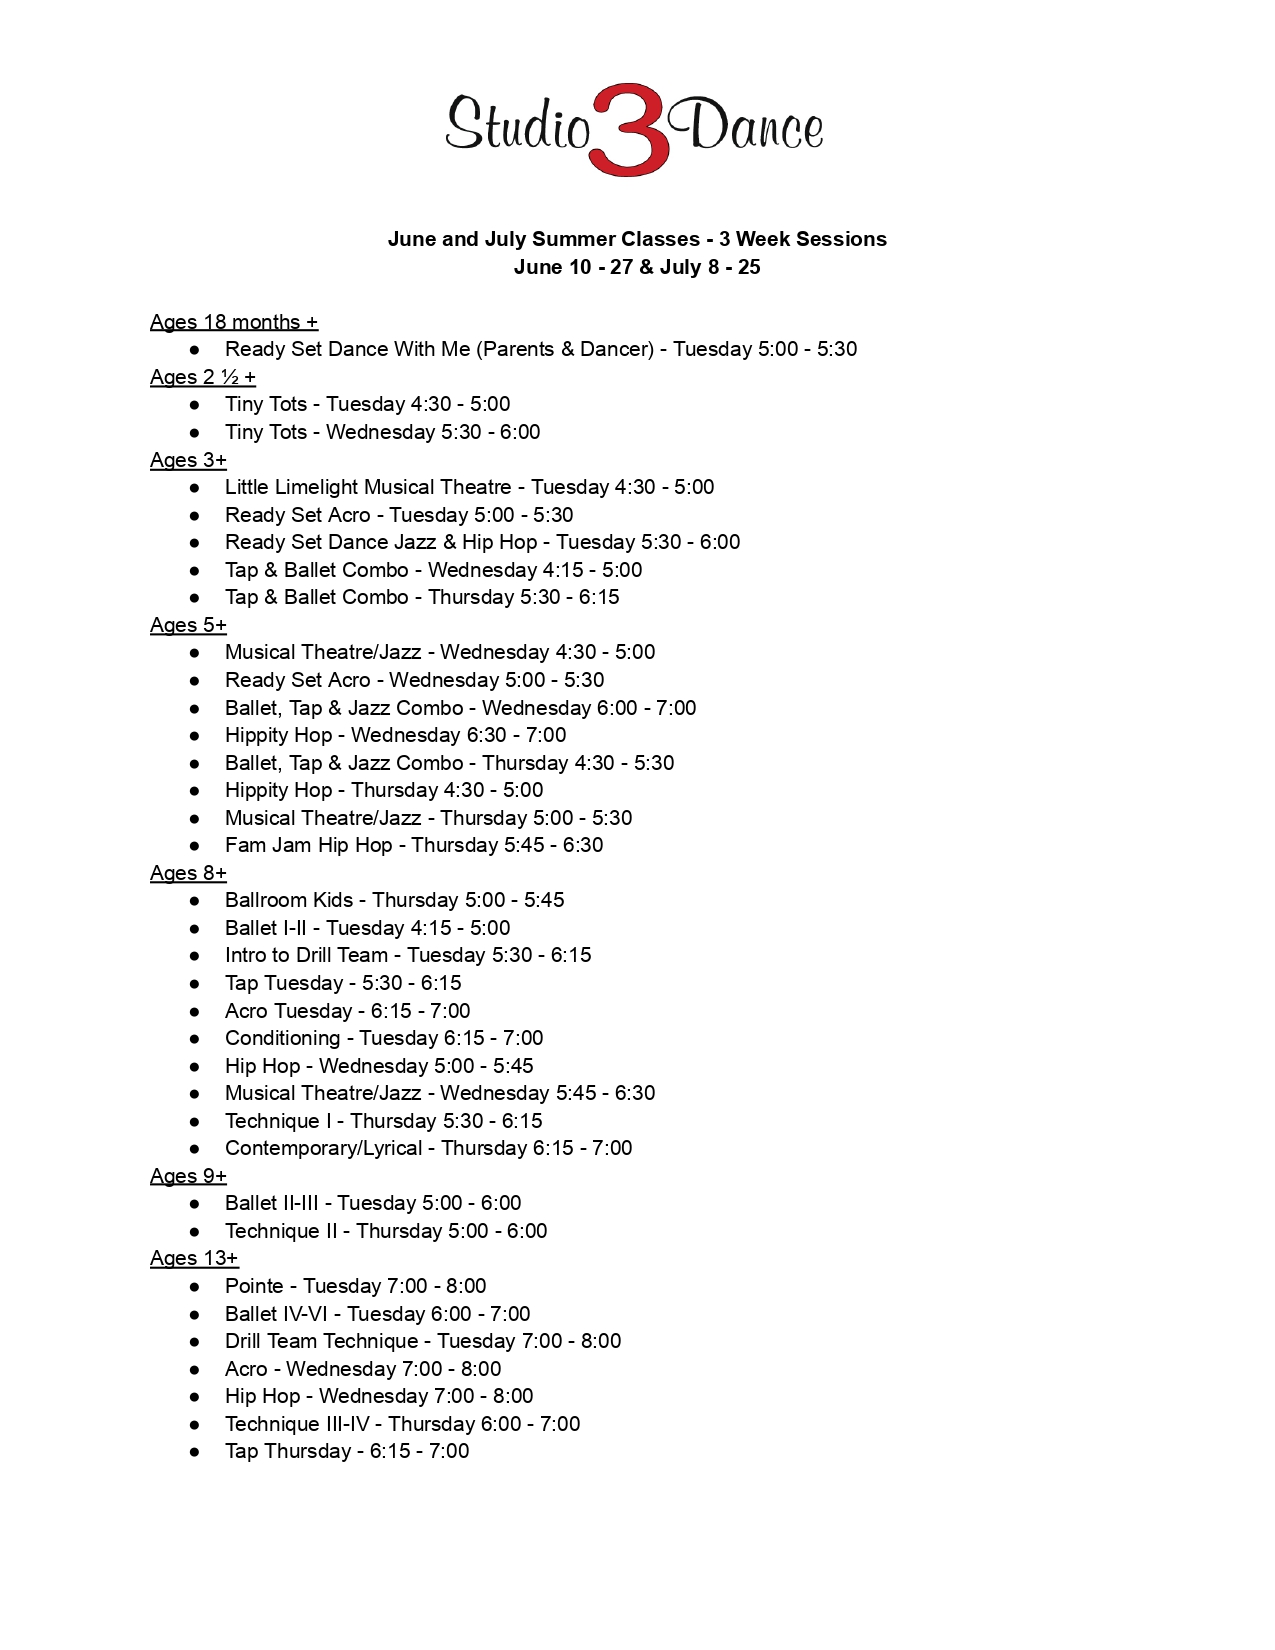 Studio 3 Dance
June and July Summer Classes - 3 Week Sessions
June 10 - 27 & July 8 - 25
Ages 18 months +
● Ready Set Dance With Me (Parents & Dancer) - Tuesday 5:00 - 5:30
Ages 2 ½ +
● Tiny Tots - Tuesday 4:30 - 5:00
● Tiny Tots - Wednesday 5:30 - 6:00
Ages 3+
● Little Limelight Musical Theatre - Tuesday 4:30 - 5:00
● Ready Set Acro - Tuesday 5:00 - 5:30
● Ready Set Dance Jazz & Hip Hop - Tuesday 5:30 - 6:00
● Tap & Ballet Combo - Wednesday 4:15 - 5:00
● Tap & Ballet Combo - Thursday 5:30 - 6:15
Ages 5+
● Musical Theatre/Jazz - Wednesday 4:30 - 5:00
● Ready Set Acro - Wednesday 5:00 - 5:30
● Ballet, Tap & Jazz Combo - Wednesday 6:00 - 7:00
● Hippity Hop - Wednesday 6:30 - 7:00
● Ballet, Tap & Jazz Combo - Thursday 4:30 - 5:30
● Hippity Hop - Thursday 4:30 - 5:00
● Musical Theatre/Jazz - Thursday 5:00 - 5:30
● Fam Jam Hip Hop - Thursday 5:45 - 6:30
Ages 8+
● Ballroom Kids - Thursday 5:00 - 5:45
● Ballet I-II - Tuesday 4:15 - 5:00
● Intro to Drill Team - Tuesday 5:30 - 6:15
● Tap Tuesday - 5:30 - 6:15
● Acro Tuesday - 6:15 - 7:00
● Conditioning - Tuesday 6:15 - 7:00
● Hip Hop - Wednesday 5:00 - 5:45
● Musical Theatre/Jazz - Wednesday 5:45 - 6:30
● Technique I - Thursday 5:30 - 6:15
● Contemporary/Lyrical - Thursday 6:15 - 7:00
Ages 9+
● Ballet II-III - Tuesday 5:00 - 6:00
● Technique II - Thursday 5:00 - 6:00
Ages 13+
● Pointe - Tuesday 7:00 - 8:00
● Ballet IV-VI - Tuesday 6:00 - 7:00
● Drill Team Technique - Tuesday 7:00 - 8:00
● Acro - Wednesday 7:00 - 8:00
● Hip Hop - Wednesday 7:00 - 8:00
● Technique III-IV - Thursday 6:00 - 7:00
● Tap Thursday - 6:15 - 7:00